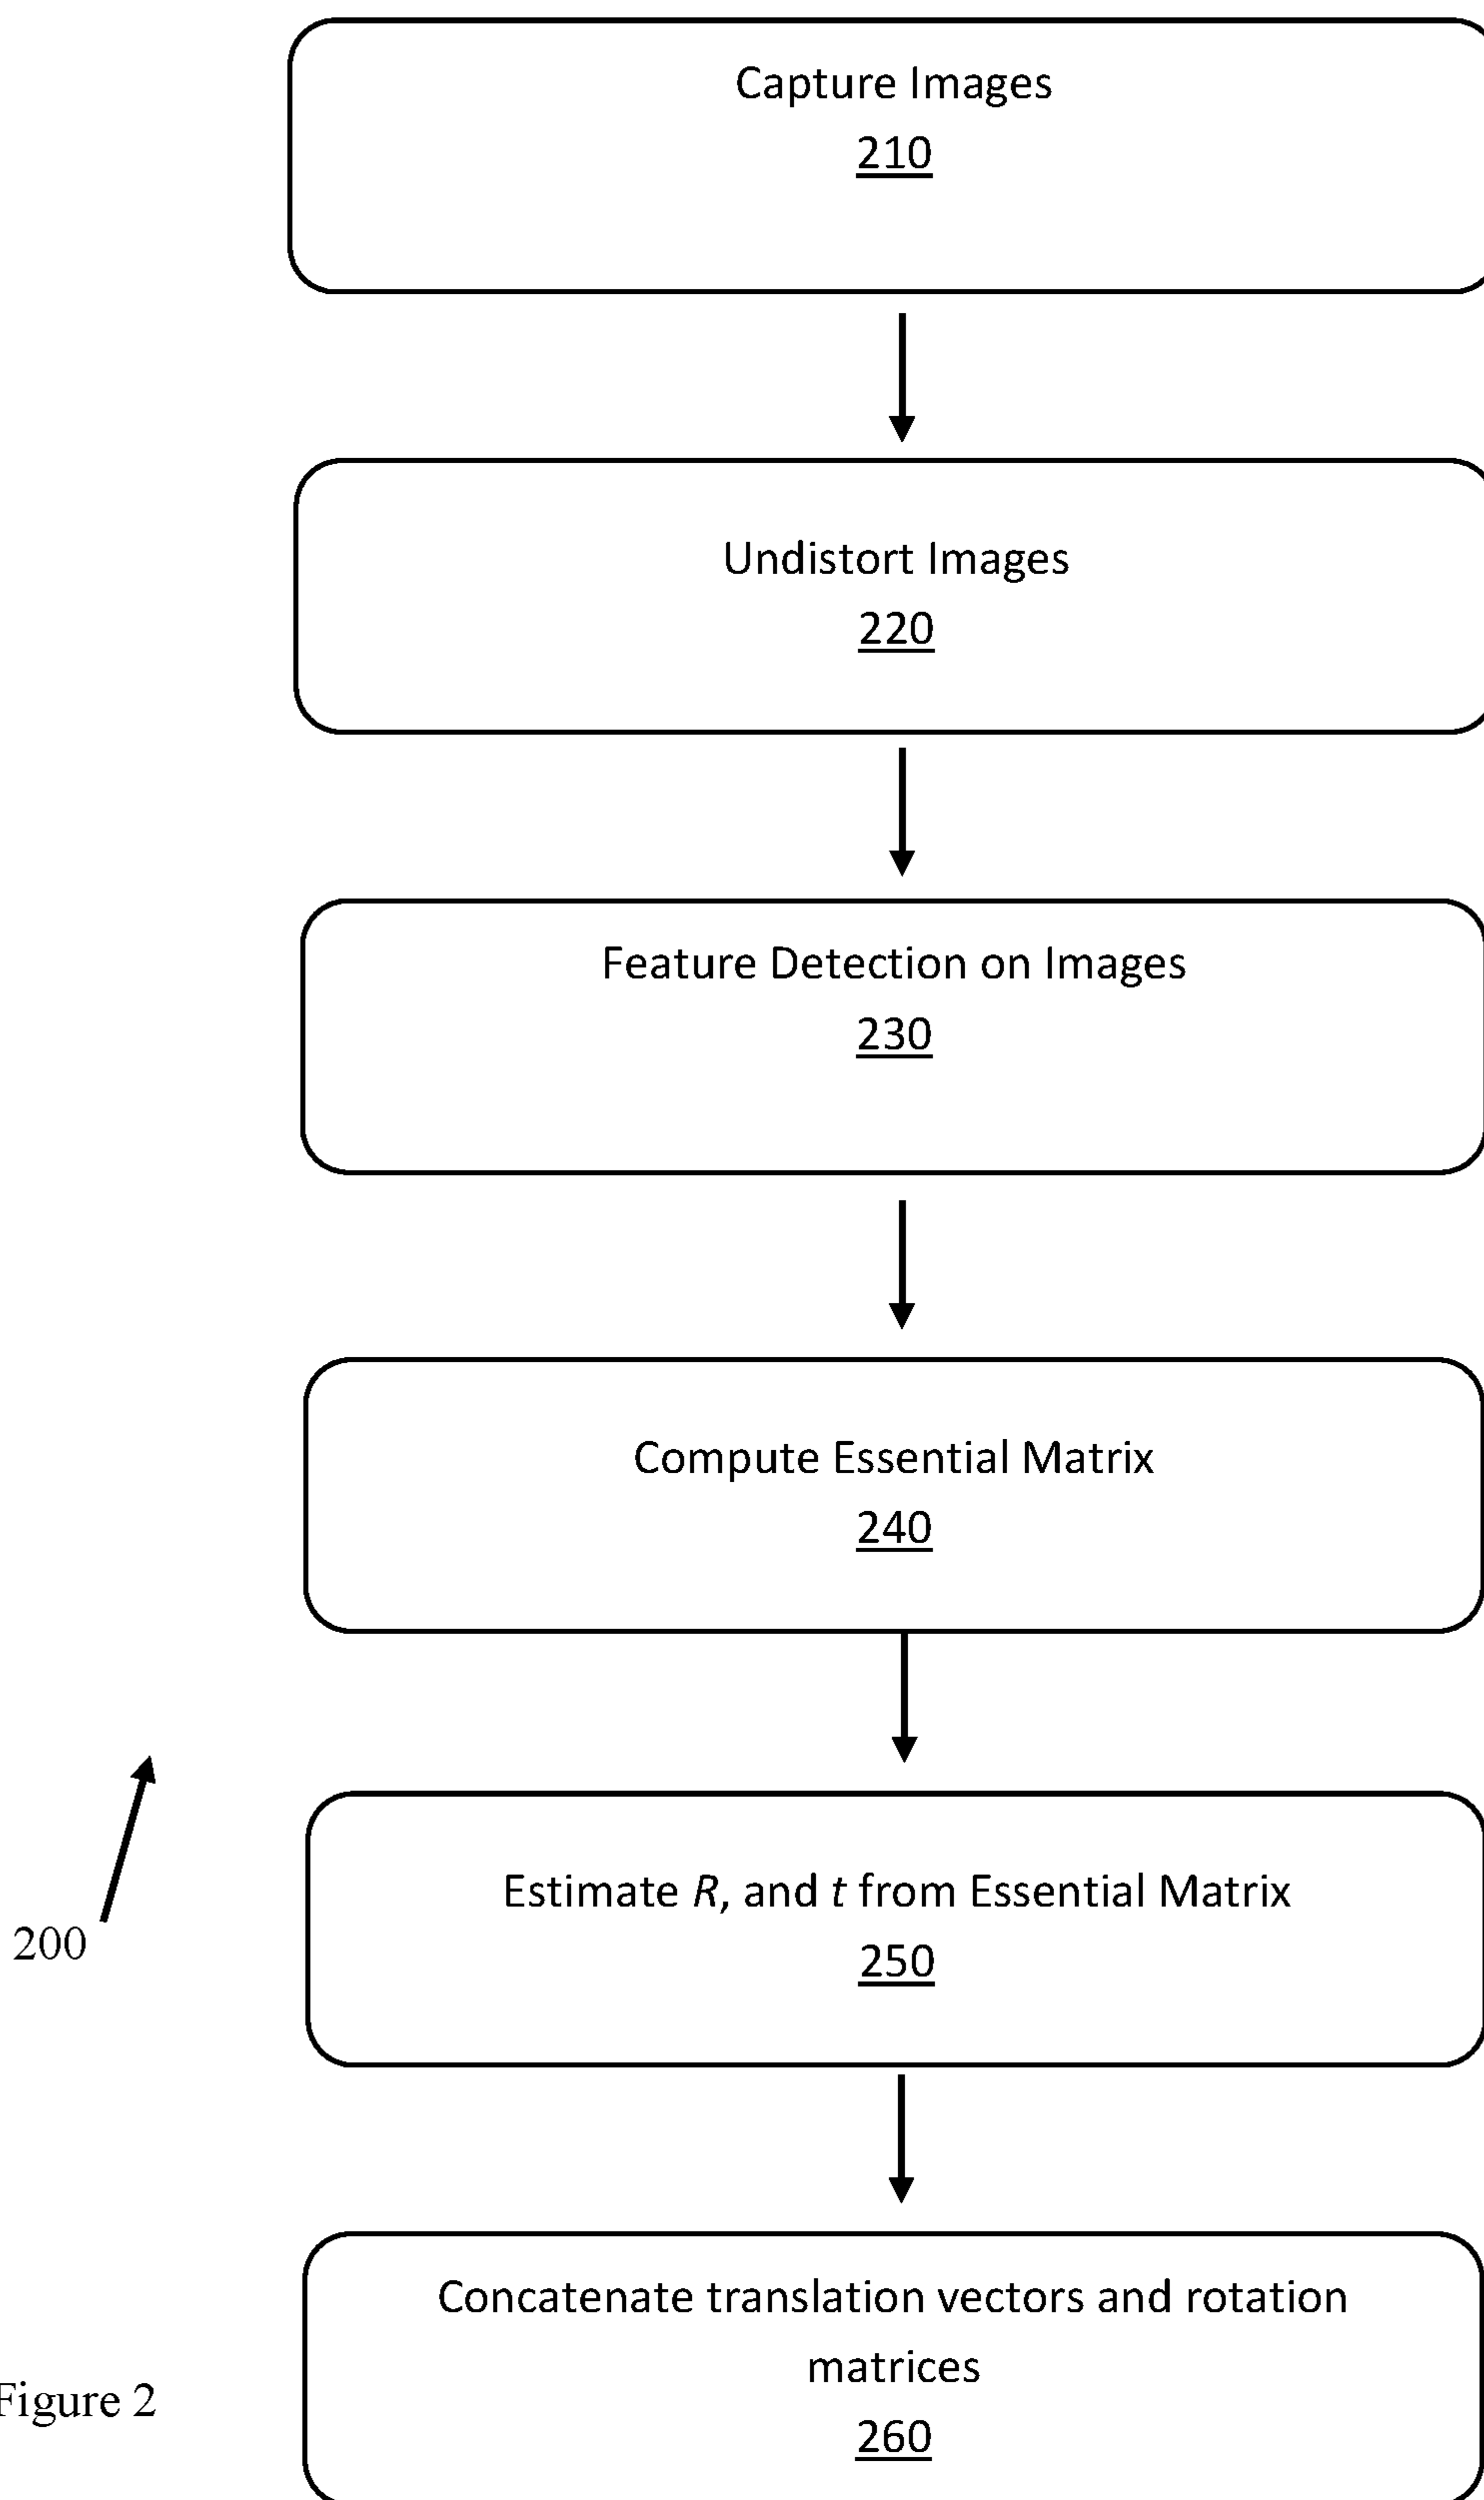 Capture Images
210
Undistort Images
220
Feature Detection on Images
230
Compute Essential Matrix
240
Estimate R, and t from Essential Matrix
250
200
Concatenate translation vectors and rotation
matrices
260
Figure 2